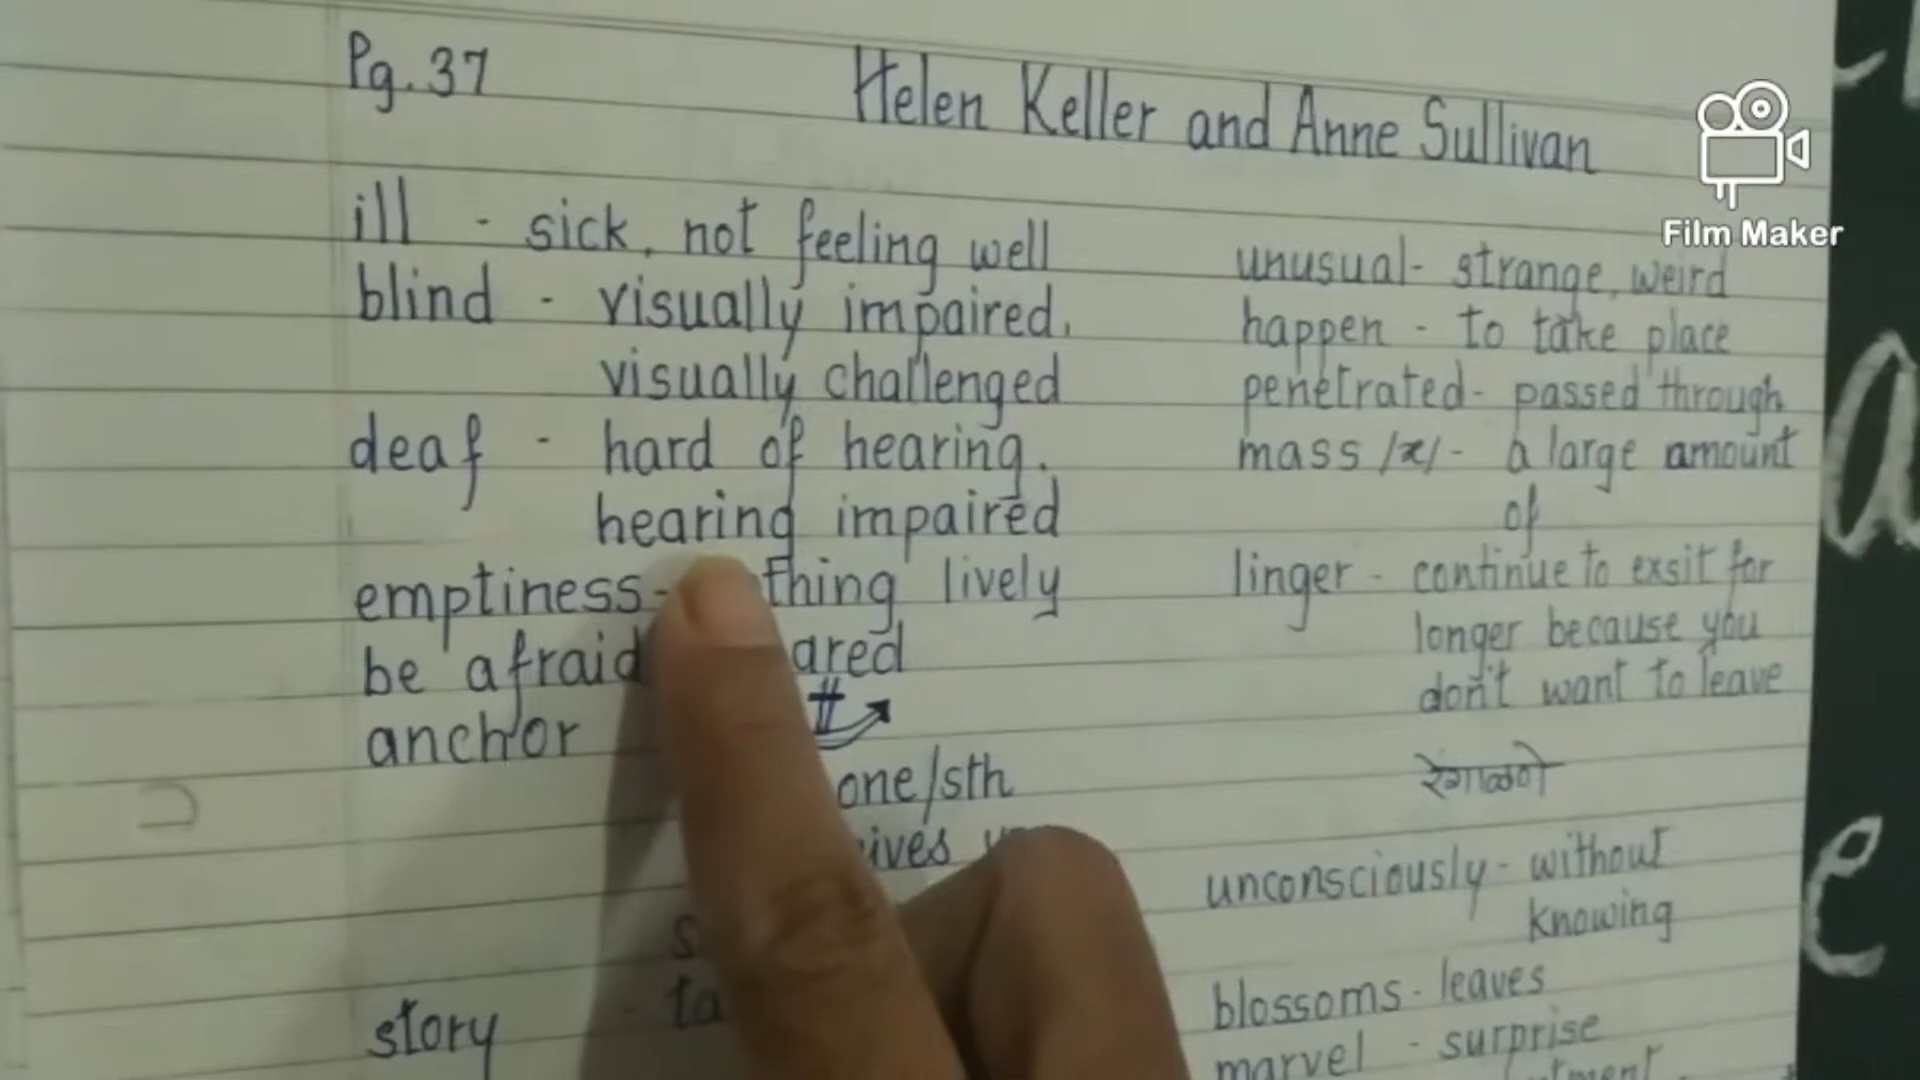 Pg. 37
Helen Keller and Anne Sullivan
ill - sick, not feeling well
blind - visually impaired,
visually challenged
deaf - hard of hearing,
hearing impaired
emptiness - thing lively
be afraid ared
anchor #
one/sth
ives
story - ta
unusual - strange, weird
happen - to take place
penetrated - passed through
mass /æ/ - a large amount
of
linger - continue to exsit for
longer because you
don't want to leave
रेंगाळणे
unconsciously - without
knowing
blossoms - leaves
marvel - surprise
Film Maker
a
e